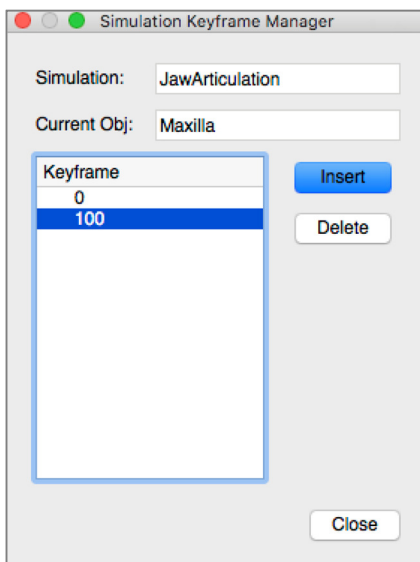 Simulation Keyframe Manager
Simulation: JawArticulation
Current Obj: Maxilla
Keyframe
Insert
0
100
Delete
Close